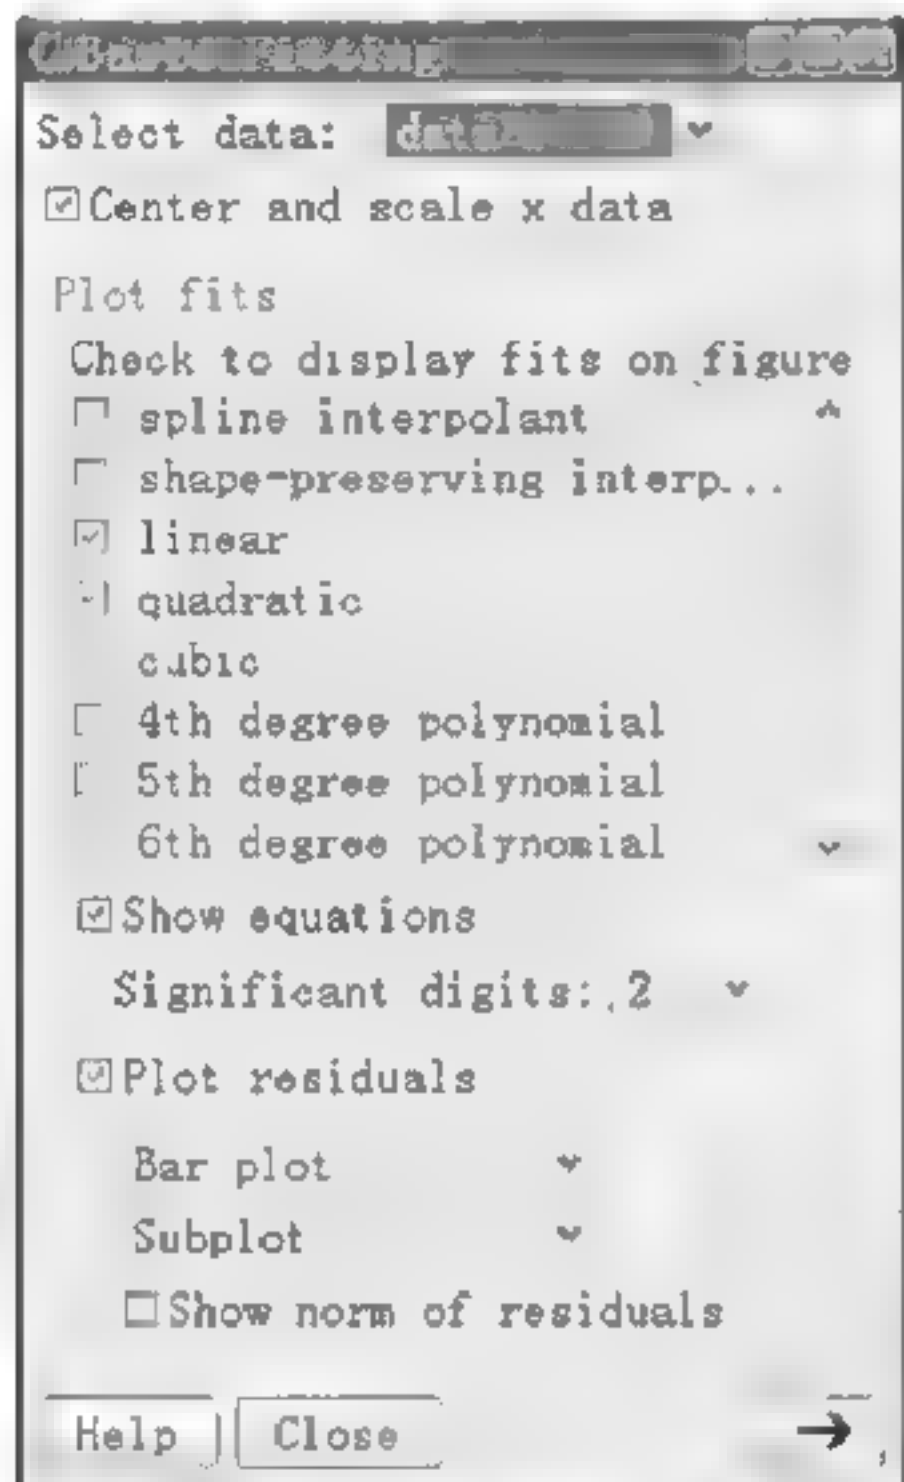 Select data:
Center and scale x data
Plot fits
Check to display fits on figure
spline interpolant
shape-preserving interp...
linear
quadratic
cubic
4th degree polynomial
5th degree polynomial
6th degree polynomial
Show equations
Significant digits: 2
Plot residuals
Bar plot
Subplot
Show norm of residuals
Help Close